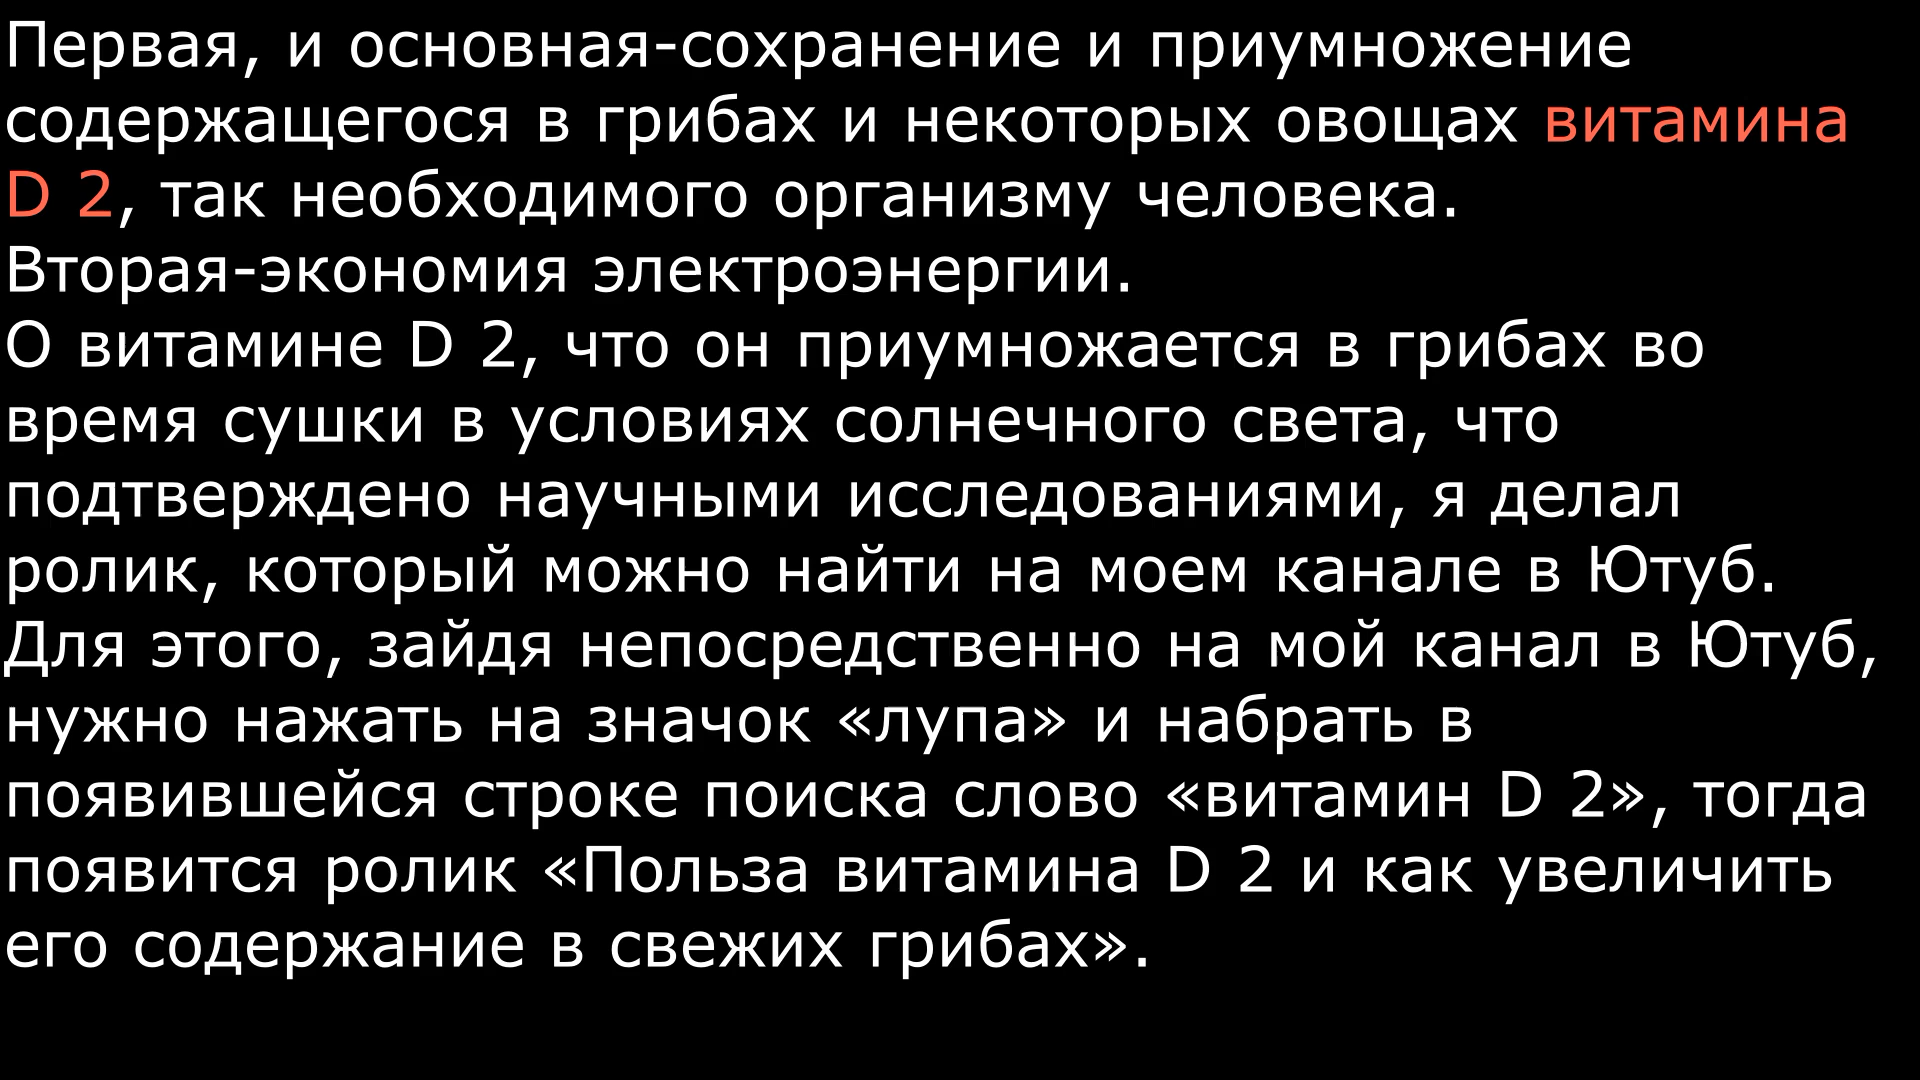 Первая, и основная-сохранение и приумножение
содержащегося в грибах и некоторых овощах витамина
D 2, так необходимого организму человека.
Вторая-экономия электроэнергии.
О витамине D 2, что он приумножается в грибах во
время сушки в условиях солнечного света, что
подтверждено научными исследованиями, я делал
ролик, который можно найти на моем канале в Ютуб.
Для этого, зайдя непосредственно на мой канал в Ютуб,
нужно нажать на значок «лупа» и набрать в
появившейся строке поиска слово «витамин D 2», тогда
появится ролик «Польза витамина D 2 и как увеличить
его содержание в свежих грибах».